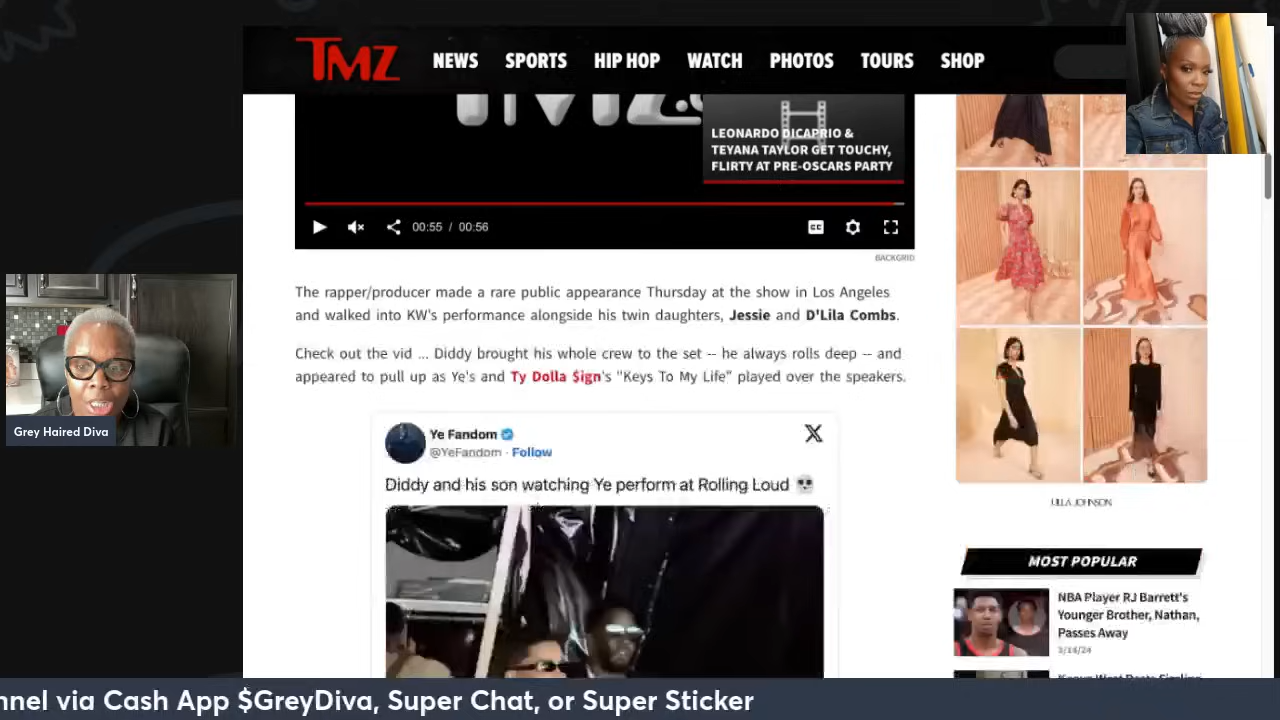 TMZ
NEWS SPORTS HIP HOP WATCH PHOTOS TOURS SHOP
LEONARDO DICAPRIO &
TEYANA TAYLOR GET TOUCHY,
FLIRTY AT PRE-OSCARS PARTY
00:55 / 00:56
CC
BACKGRID
The rapper/producer made a rare public appearance Thursday at the show in Los Angeles
and walked into KW's performance alongside his twin daughters, Jessie and D'Lila Combs.
Check out the vid ... Diddy brought his whole crew to the set -- he always rolls deep -- and
appeared to pull up as Ye's and Ty Dolla $ign's "Keys To My Life" played over the speakers.
Ye Fandom
@YeFandom · Follow
Diddy and his son watching Ye perform at Rolling Loud
ULLA JOHNSON
MOST POPULAR
NBA Player RJ Barrett's
Younger Brother, Nathan,
Passes Away
Grey Haired Diva
nnel via Cash App $GreyDiva, Super Chat, or Super Sticker